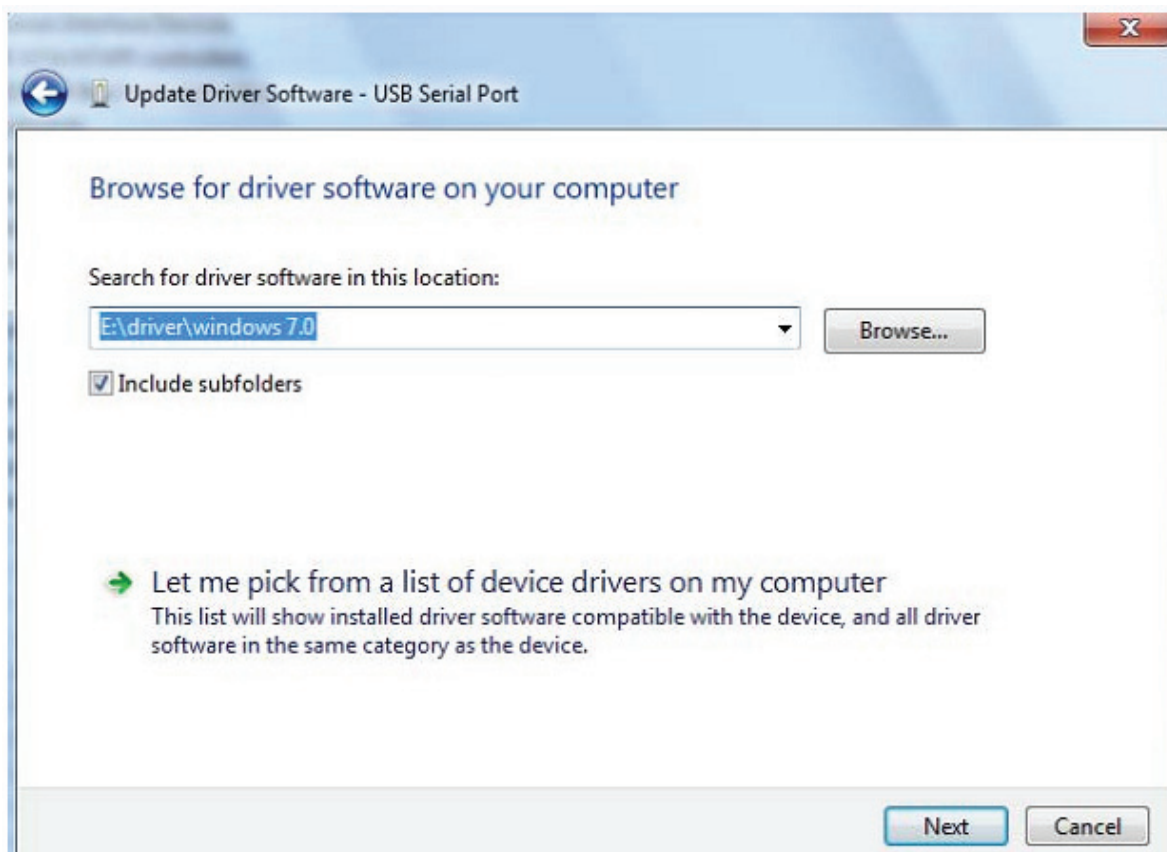 Update Driver Software - USB Serial Port
Browse for driver software on your computer
Search for driver software in this location:
E:\driver\windows 7.0
Browse...
Include subfolders
Let me pick from a list of device drivers on my computer
This list will show installed driver software compatible with the device, and all driver
software in the same category as the device.
Next
Cancel